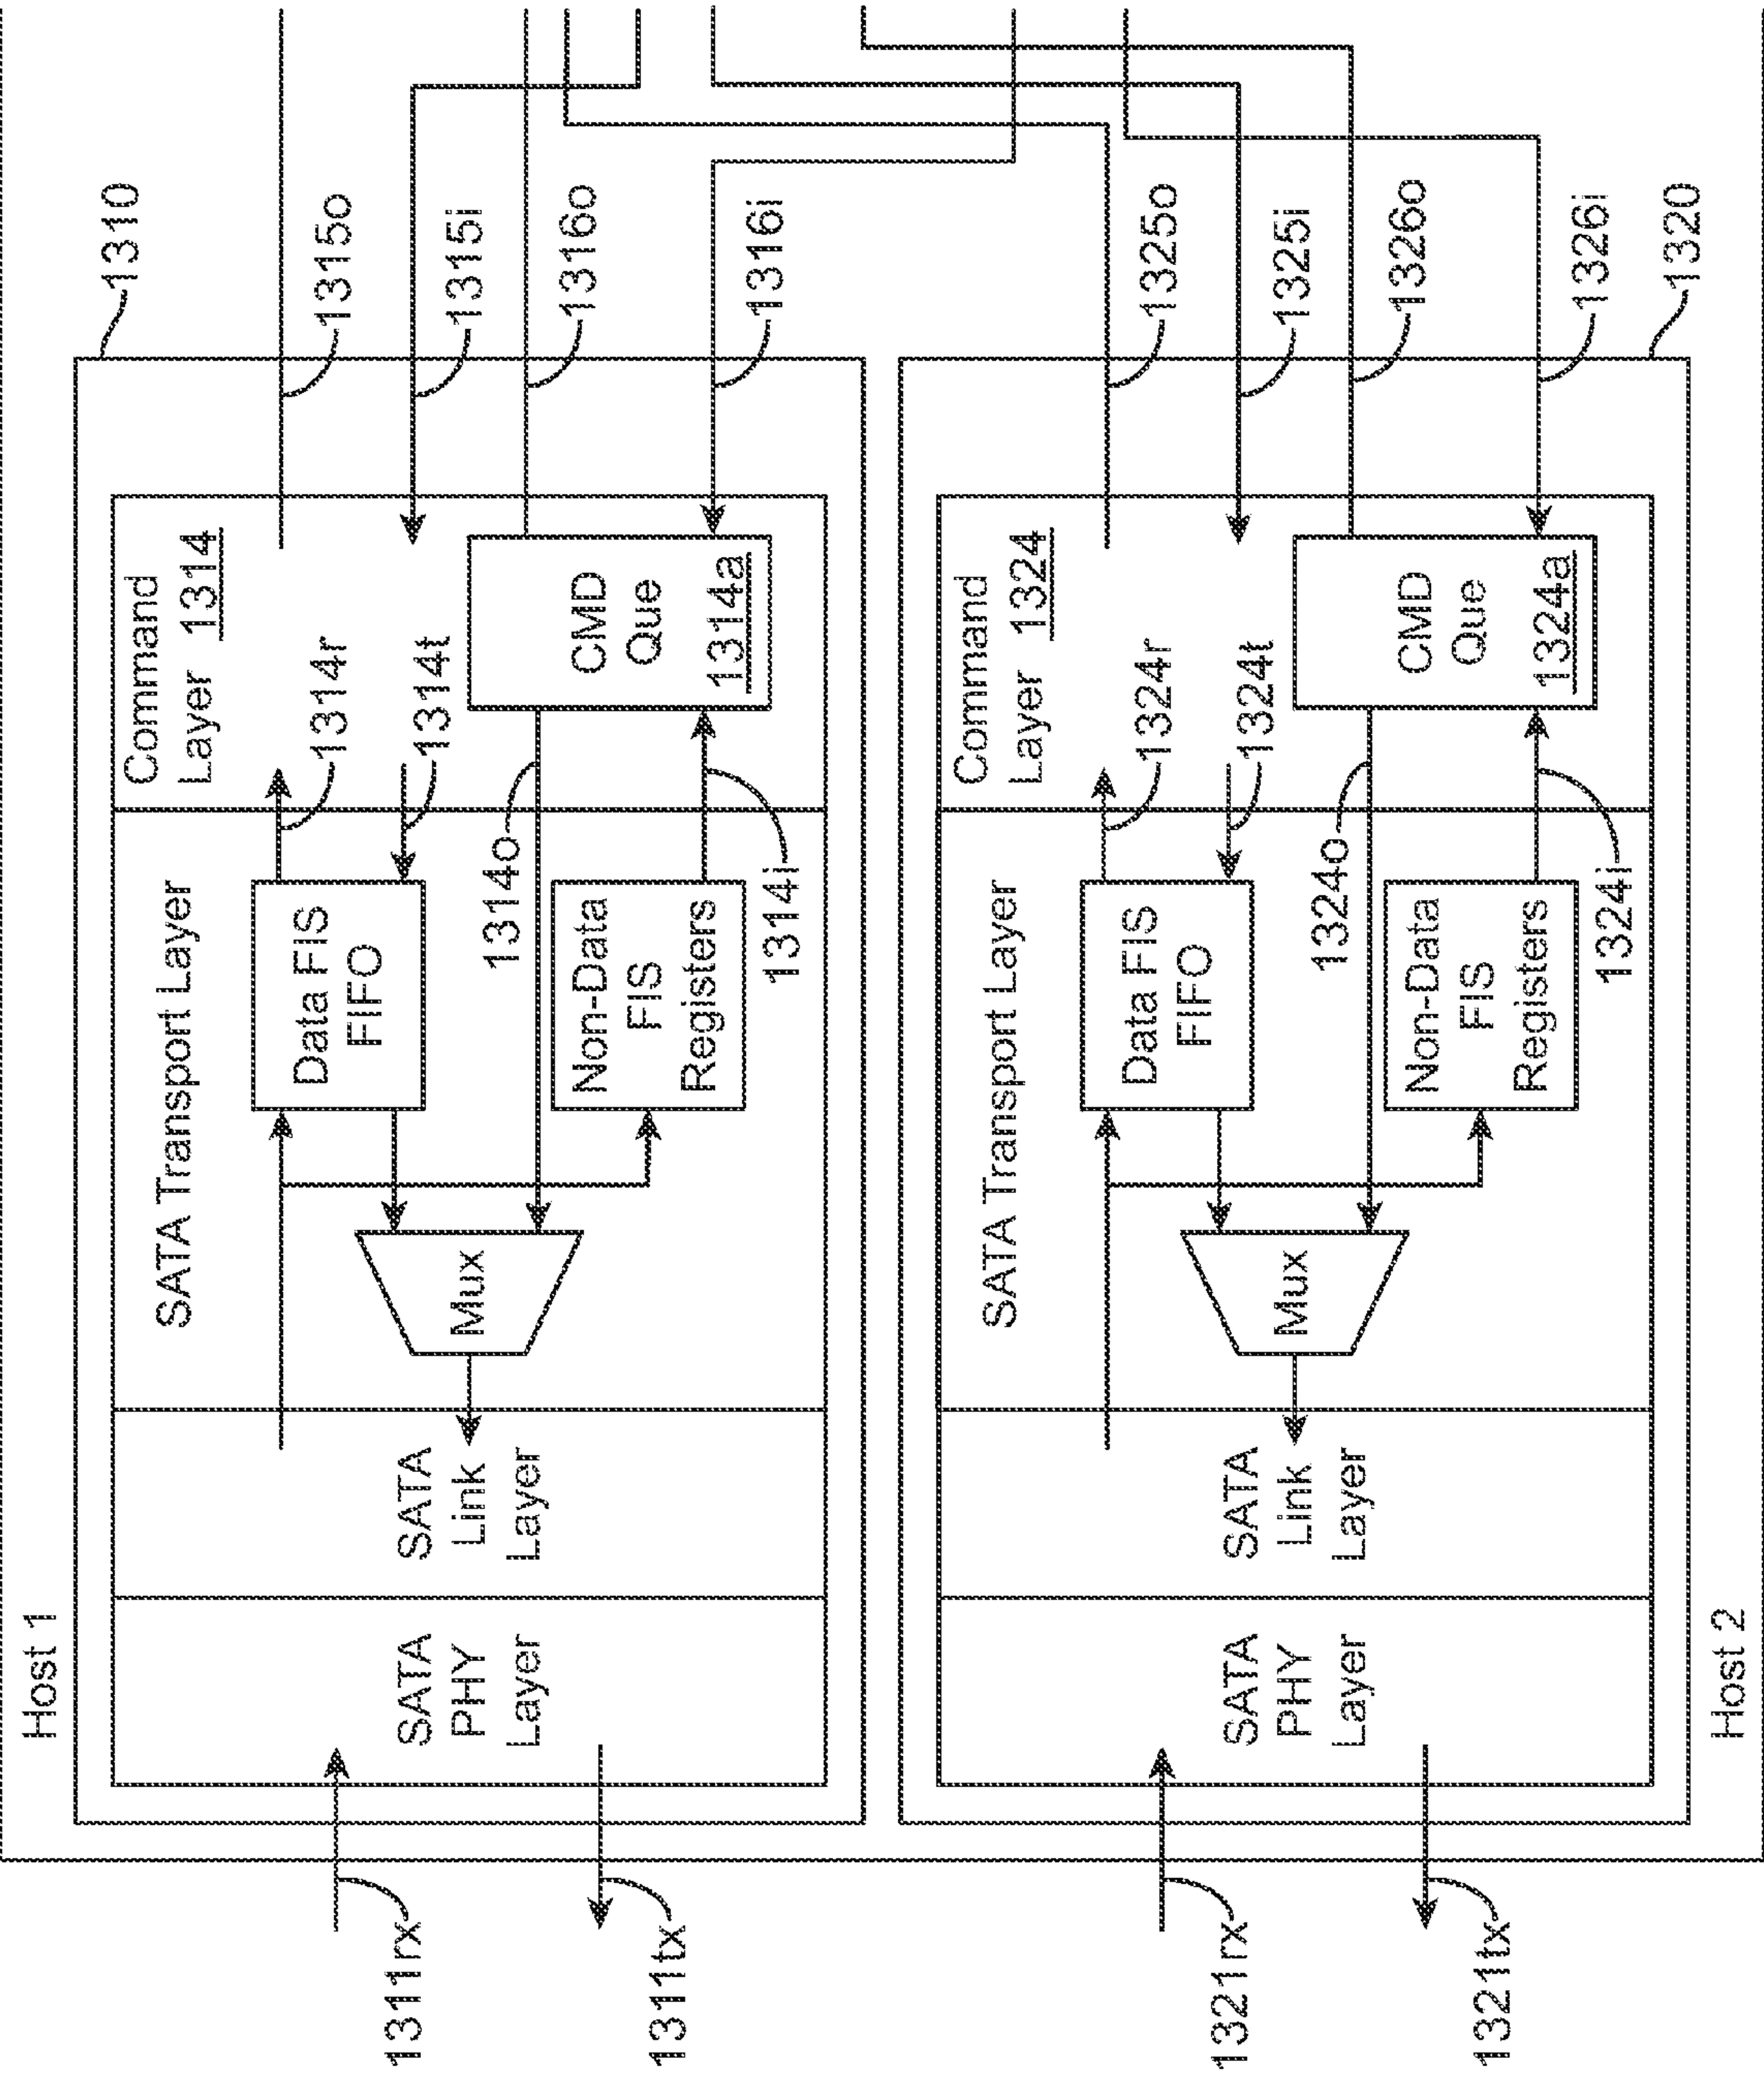 Host 1
1310
1311rx
1311tx
SATA
PHY
Layer
SATA
Link
Layer
SATA Transport Layer
Mux
Data FIS
FIFO
Non-Data
FIS
Registers
1314o
1314i
Command
Layer 1314
1314r
1314t
CMD
Que
1314a
1315o
1315i
1316o
1316i
1321rx
1321tx
SATA
PHY
Layer
SATA
Link
Layer
SATA Transport Layer
Mux
Data FIS
FIFO
Non-Data
FIS
Registers
1324o
1324i
Command
Layer 1324
1324r
1324t
CMD
Que
1324a
1325o
1325i
1326o
1326i
Host 2
1320